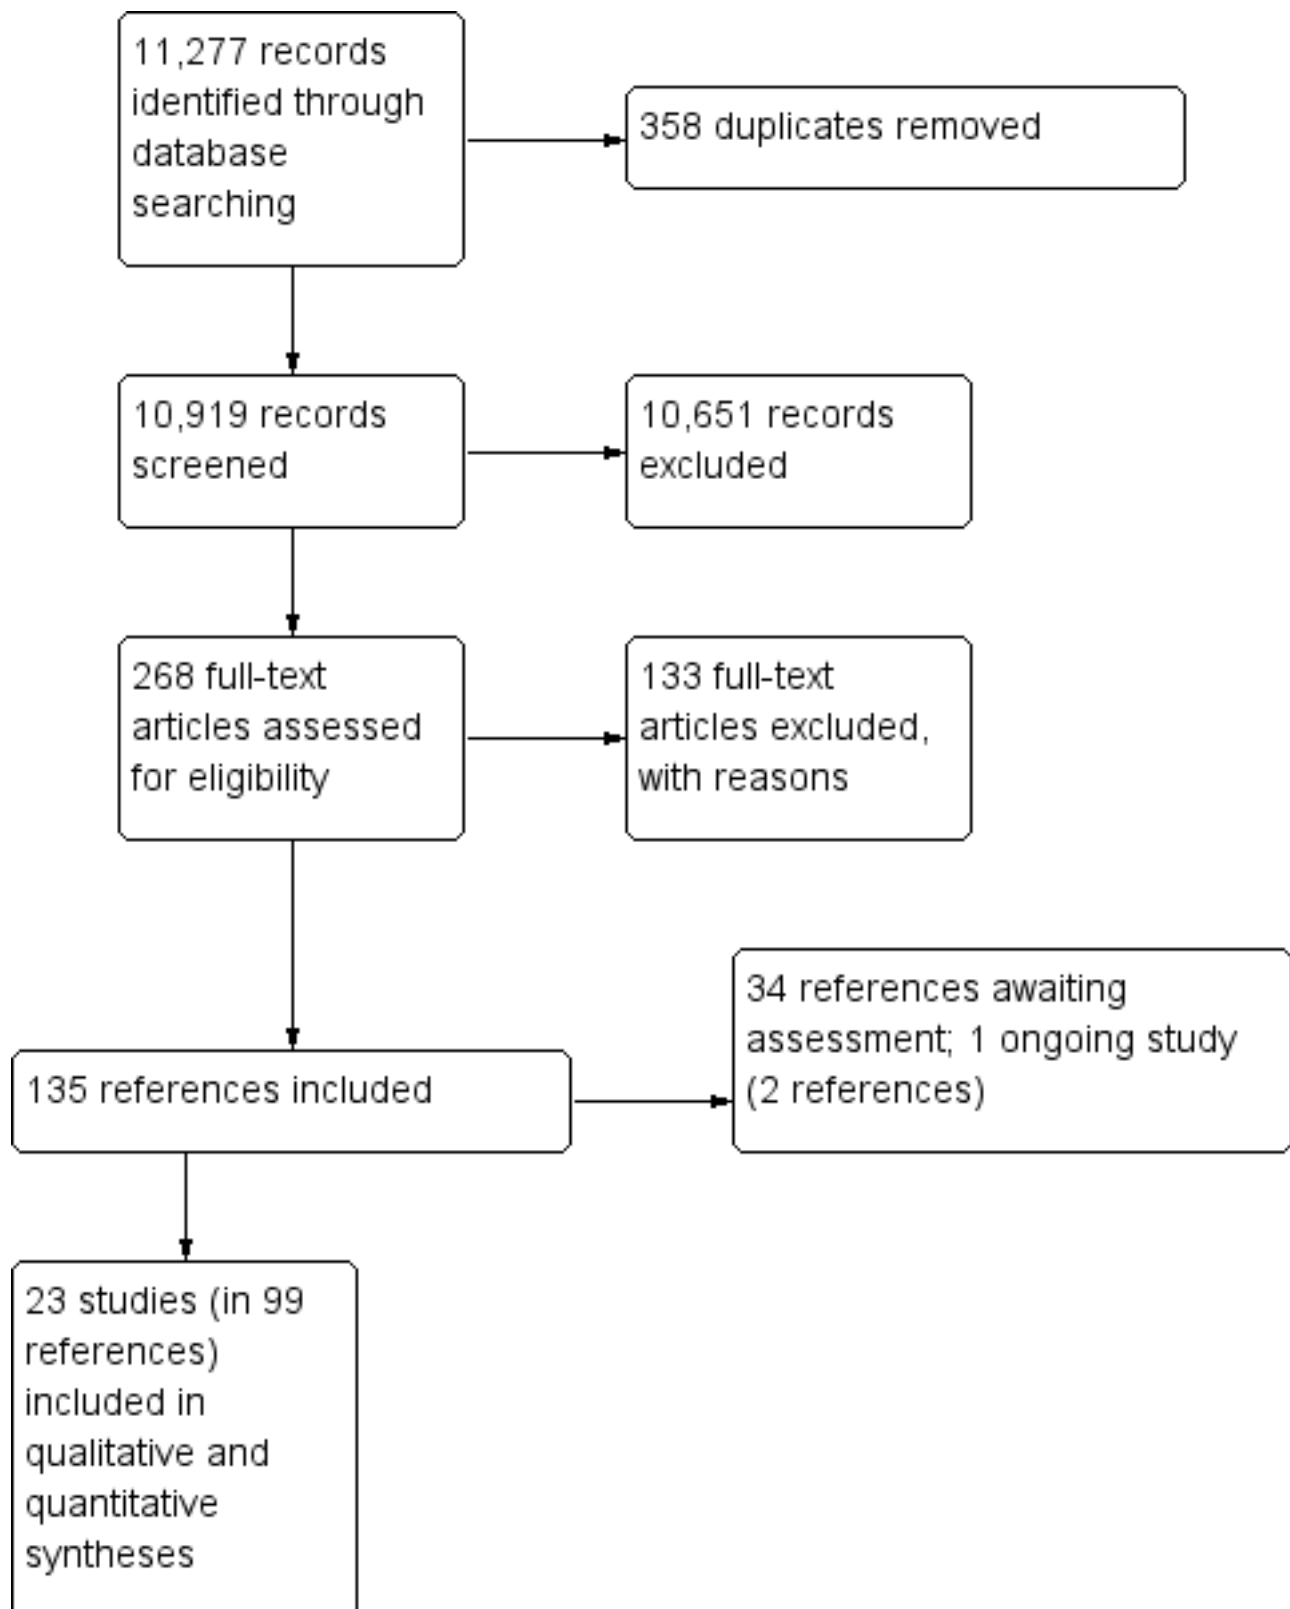 11,277 records
identified through
database
searching
358 duplicates removed
10,919 records
screened
10,651 records
excluded
268 full-text
articles assessed
for eligibility
133 full-text
articles excluded,
with reasons
34 references awaiting
assessment; 1 ongoing study
(2 references)
135 references included
23 studies (in 99
references)
included in
qualitative and
quantitative
syntheses